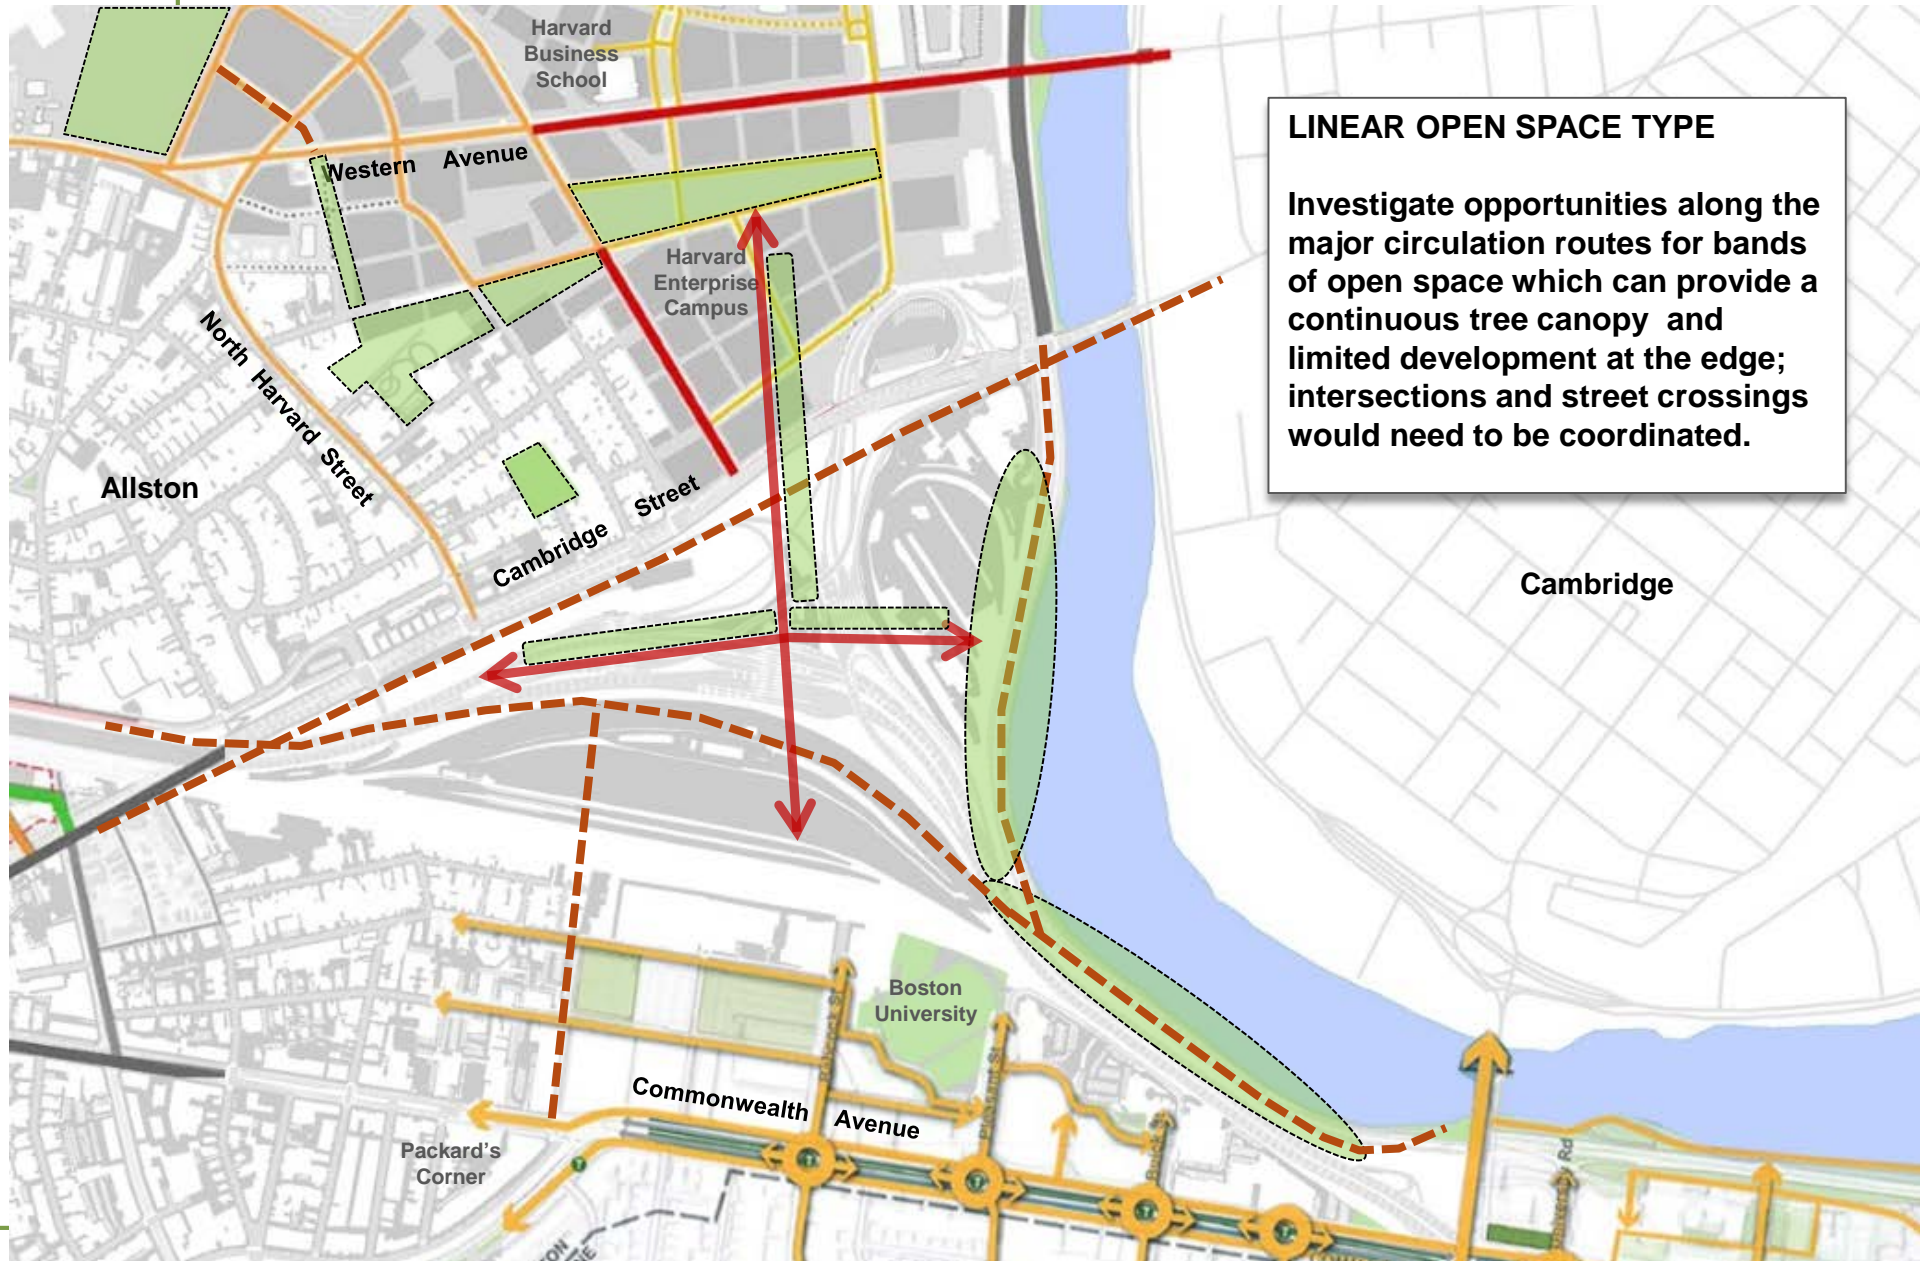 Harvard
Business
School
LINEAR OPEN SPACE TYPE
Investigate opportunities along the
major circulation routes for bands
of open space which can provide a
continuous tree canopy and
limited development at the edge;
intersections and street crossings
would need to be coordinated.
Western Avenue
Harvard
Enterprise
Campus
North Harvard Street
Allston
Cambridge Street
Cambridge
Boston
University
Commonwealth Avenue
Packard's
Corner
University Rd